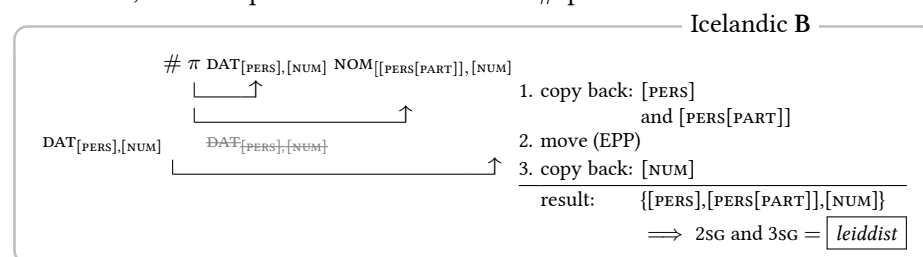 Icelandic B
# π DAT[PERS],[NUM] NOM[[PERS[PART]],[NUM]
1. copy back: [PERS]
and [PERS[PART]]
DAT[PERS],[NUM] DAT[PERS],[NUM]
2. move (EPP)
3. copy back: [NUM]
result: {[PERS],[PERS[PART]],[NUM]}
⟹ 2SG and 3SG = leiddist